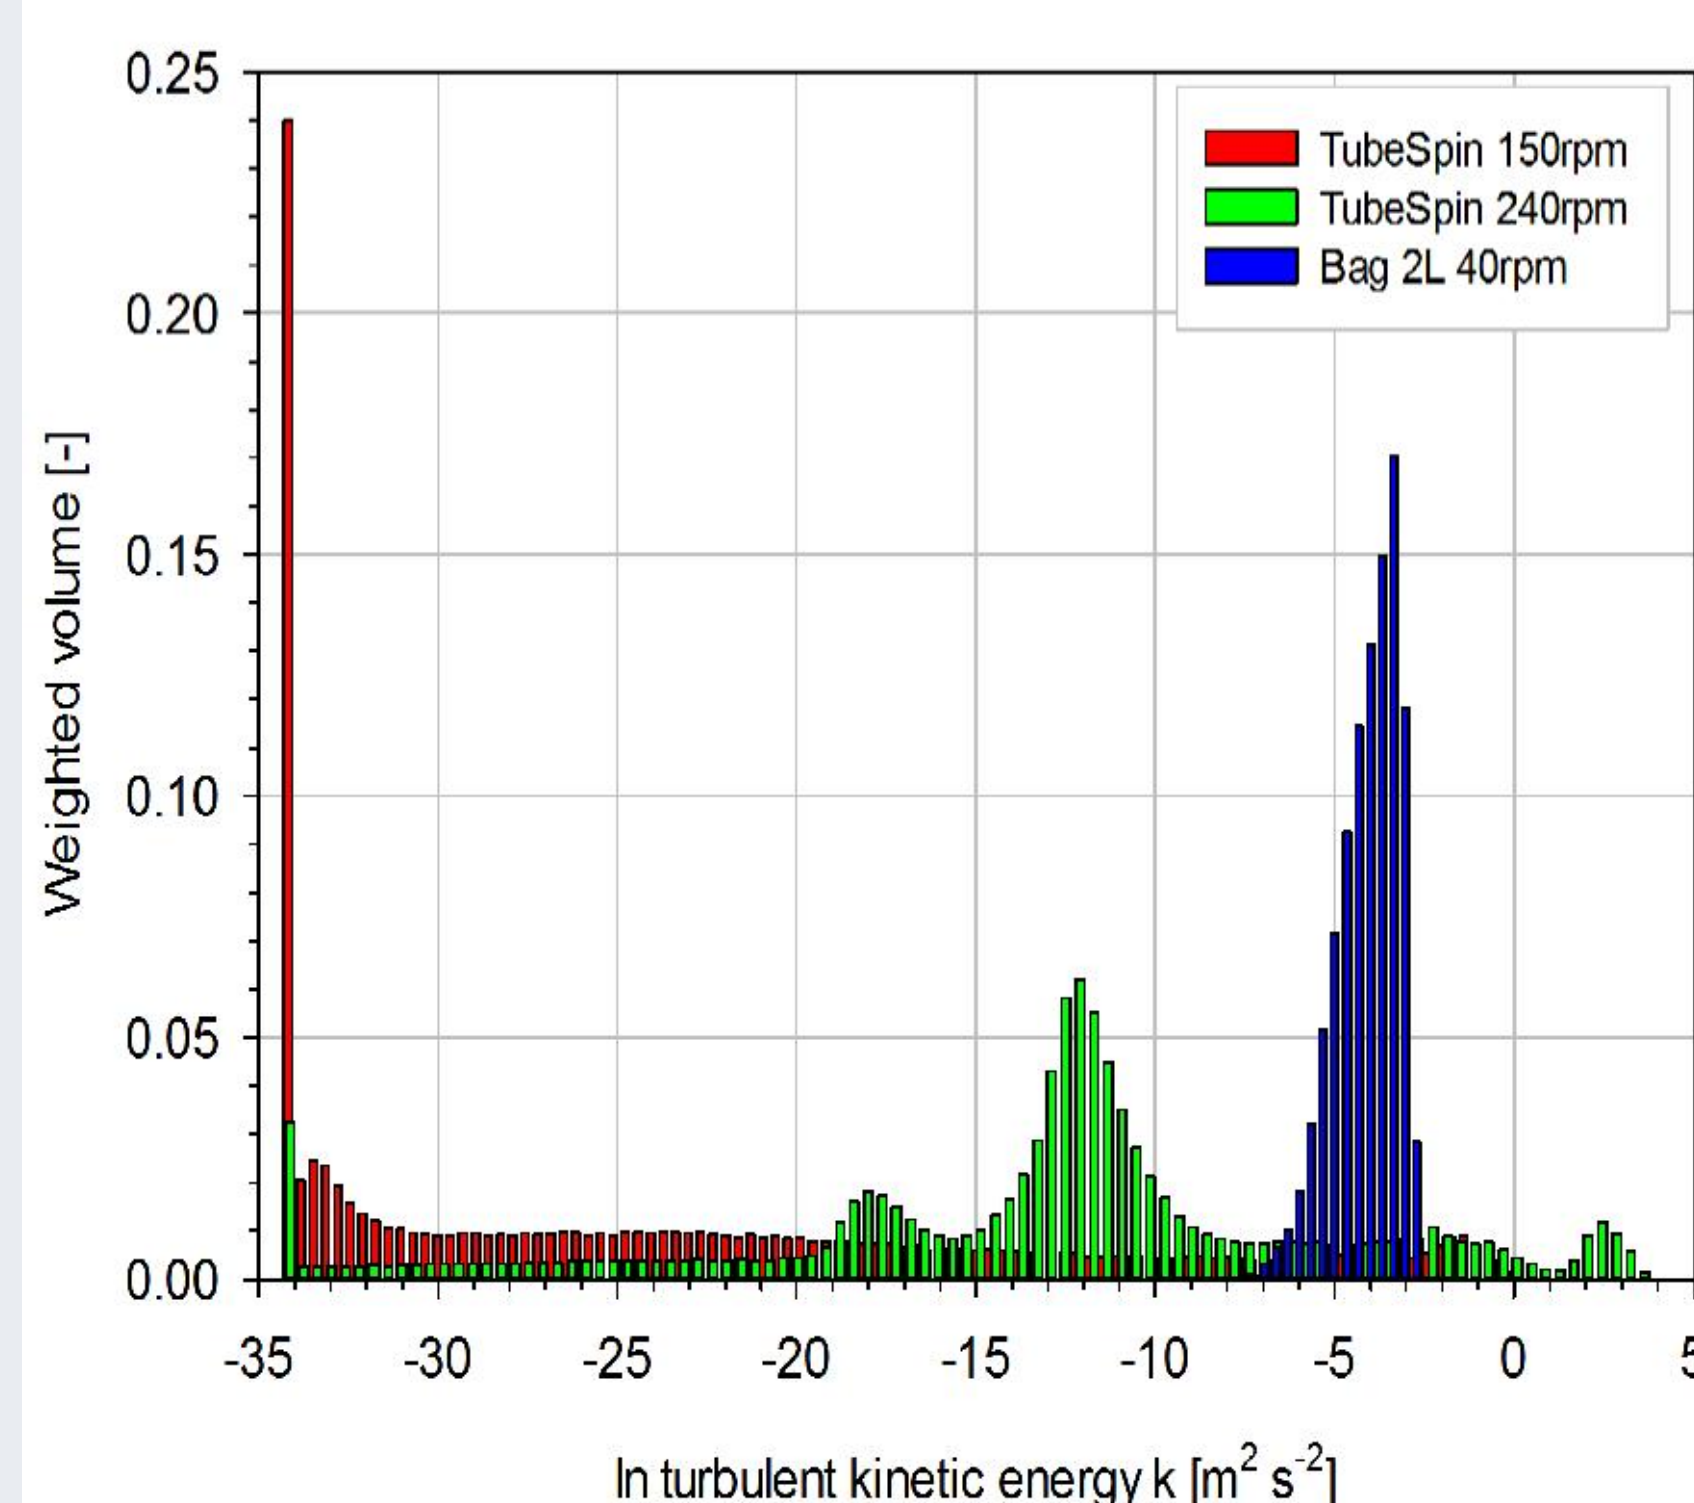 0.25
TubeSpin 150rpm
TubeSpin 240rpm
Bag 2L 40rpm
0.20
0.15
0.10
0.05
0.00
Weighted volume [-]
-35 -30 -25 -20 -15 -10 -5 0 5
ln turbulent kinetic energy k [m² s⁻²]